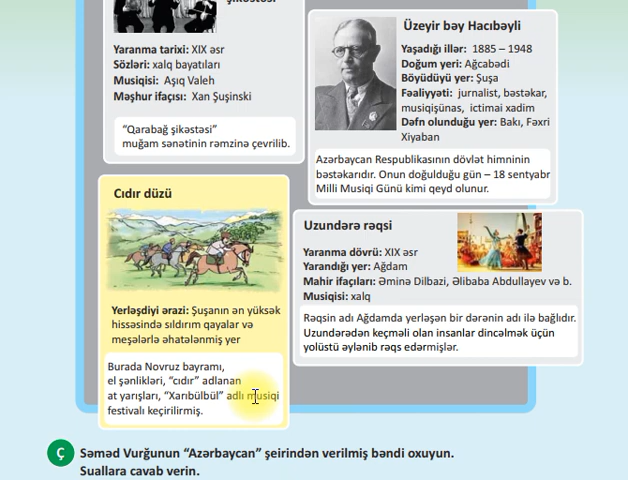 şikəstəsi”
Yaranma tarixi: XIX əsr
Sözləri: xalq bayatıları
Musiqisi: Aşıq Valeh
Məşhur ifaçısı: Xan Şuşinski
“Qarabağ şikəstəsi”
muğam sənətinin rəmzinə çevrilib.
Üzeyir bəy Hacıbəyli
Yaşadığı illər: 1885 – 1948
Doğum yeri: Ağcabədi
Böyüdüyü yer: Şuşa
Fəaliyyəti: jurnalist, bəstəkar,
musiqişünas, ictimai xadim
Dəfn olunduğu yer: Bakı, Fəxri
Xiyaban
Azərbaycan Respublikasının dövlət himninin
bəstəkarıdır. Onun doğulduğu gün – 18 sentyabr
Milli Musiqi Günü kimi qeyd olunur.
Cıdır düzü
Yerləşdiyi ərazi: Şuşanın ən yüksək
hissəsində sıldırım qayalar və
meşələrlə əhatələnmiş yer
Burada Novruz bayramı,
el şənlikləri, “cıdır” adlanan
at yarışları, “Xarıbülbül” adlı musiqi
festivalı keçirilirmiş.
Uzundərə rəqsi
Yaranma dövrü: XIX əsr
Yarandığı yer: Ağdam
Mahir ifaçıları: Əminə Dilbazi, Əlibaba Abdullayev və b.
Musiqisi: xalq
Rəqsin adı Ağdamda yerləşən bir dərənin adı ilə bağlıdır.
Uzundərədən keçməli olan insanlar dincəlmək üçün
yolüstü əylənib rəqs edərmişlər.
Ç Səməd Vurğunun “Azərbaycan” şeirindən verilmiş bəndi oxuyun.
Suallara cavab verin.